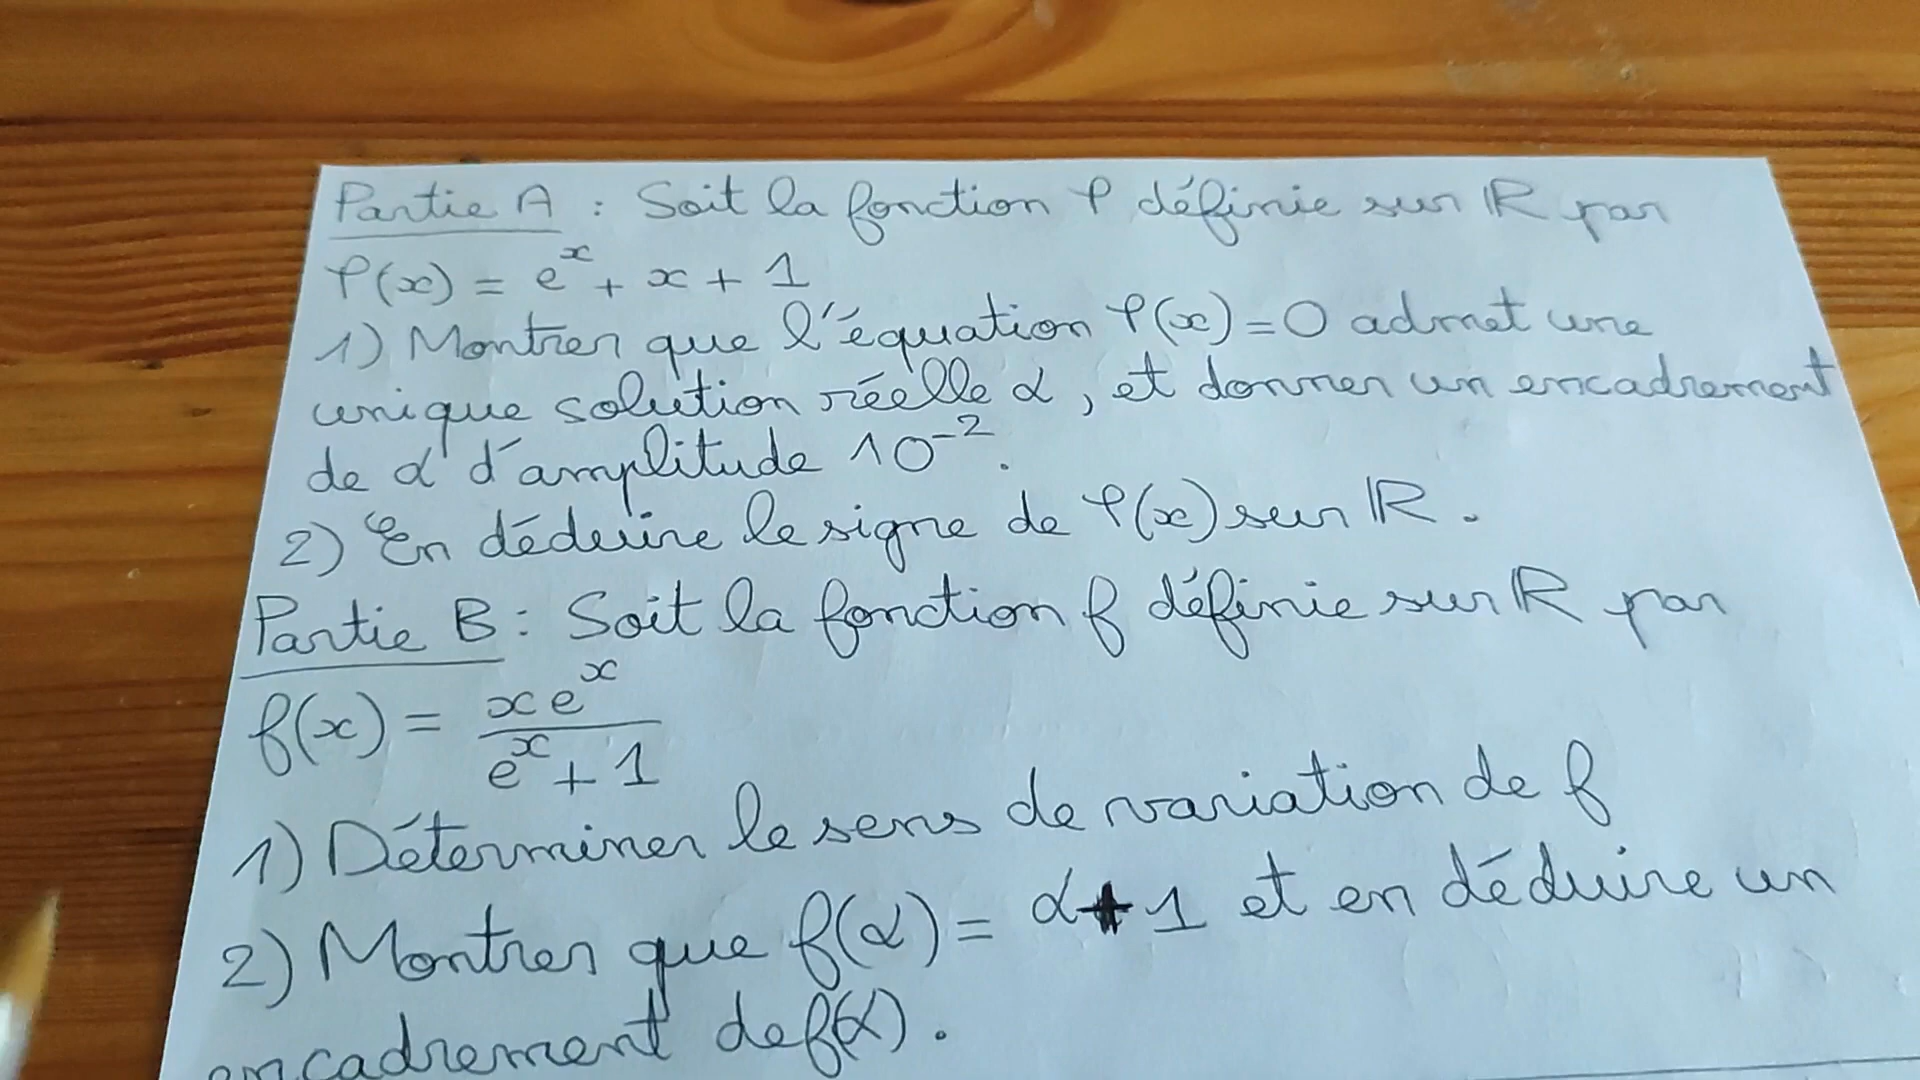 Partie A : Soit la fonction φ définie sur ℝ par
φ(x) = eˣ + x + 1
1) Montrer que l'équation φ(x) = 0 admet une
unique solution réelle α, et donner un encadrement
de α d'amplitude 10⁻².
2) En déduire le signe de φ(x) sur ℝ.
Partie B : Soit la fonction f définie sur ℝ par
f(x) = xeˣ / (eˣ + 1)
1) Déterminer le sens de variation de f
2) Montrer que f(α) = α + 1 et en déduire un
encadrement de f(α).